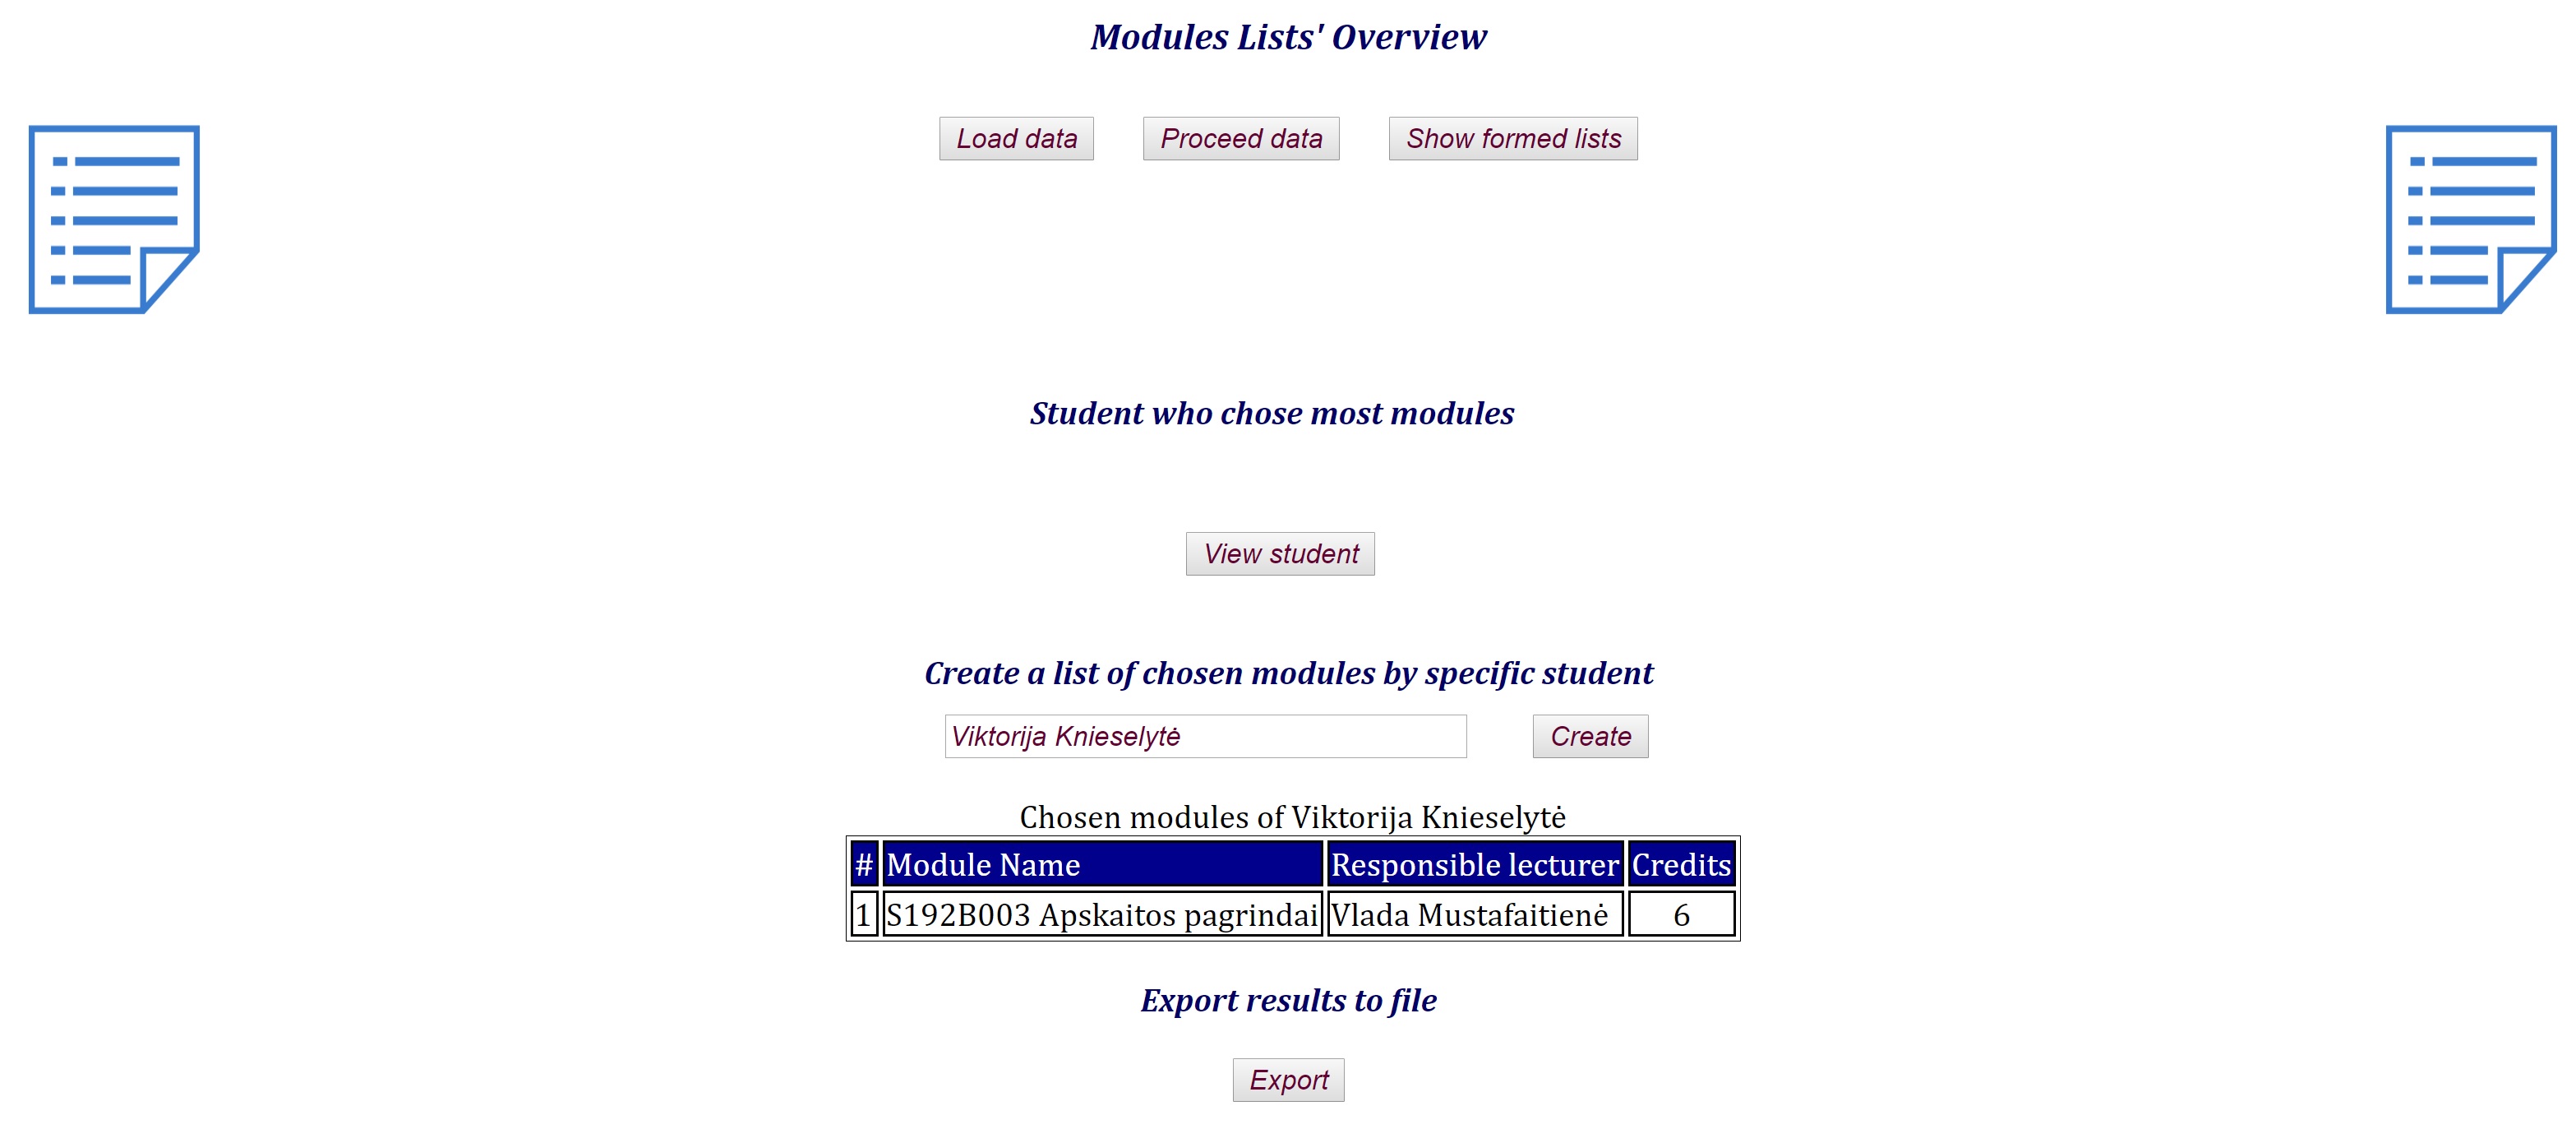 Modules Lists' Overview
Load data Proceed data Show formed lists
Student who chose most modules
View student
Create a list of chosen modules by specific student
Viktorija Knieselytė Create
Chosen modules of Viktorija Knieselytė
# Module Name Responsible lecturer Credits
1 S192B003 Apskaitos pagrindai Vlada Mustafaitienė 6
Export results to file
Export